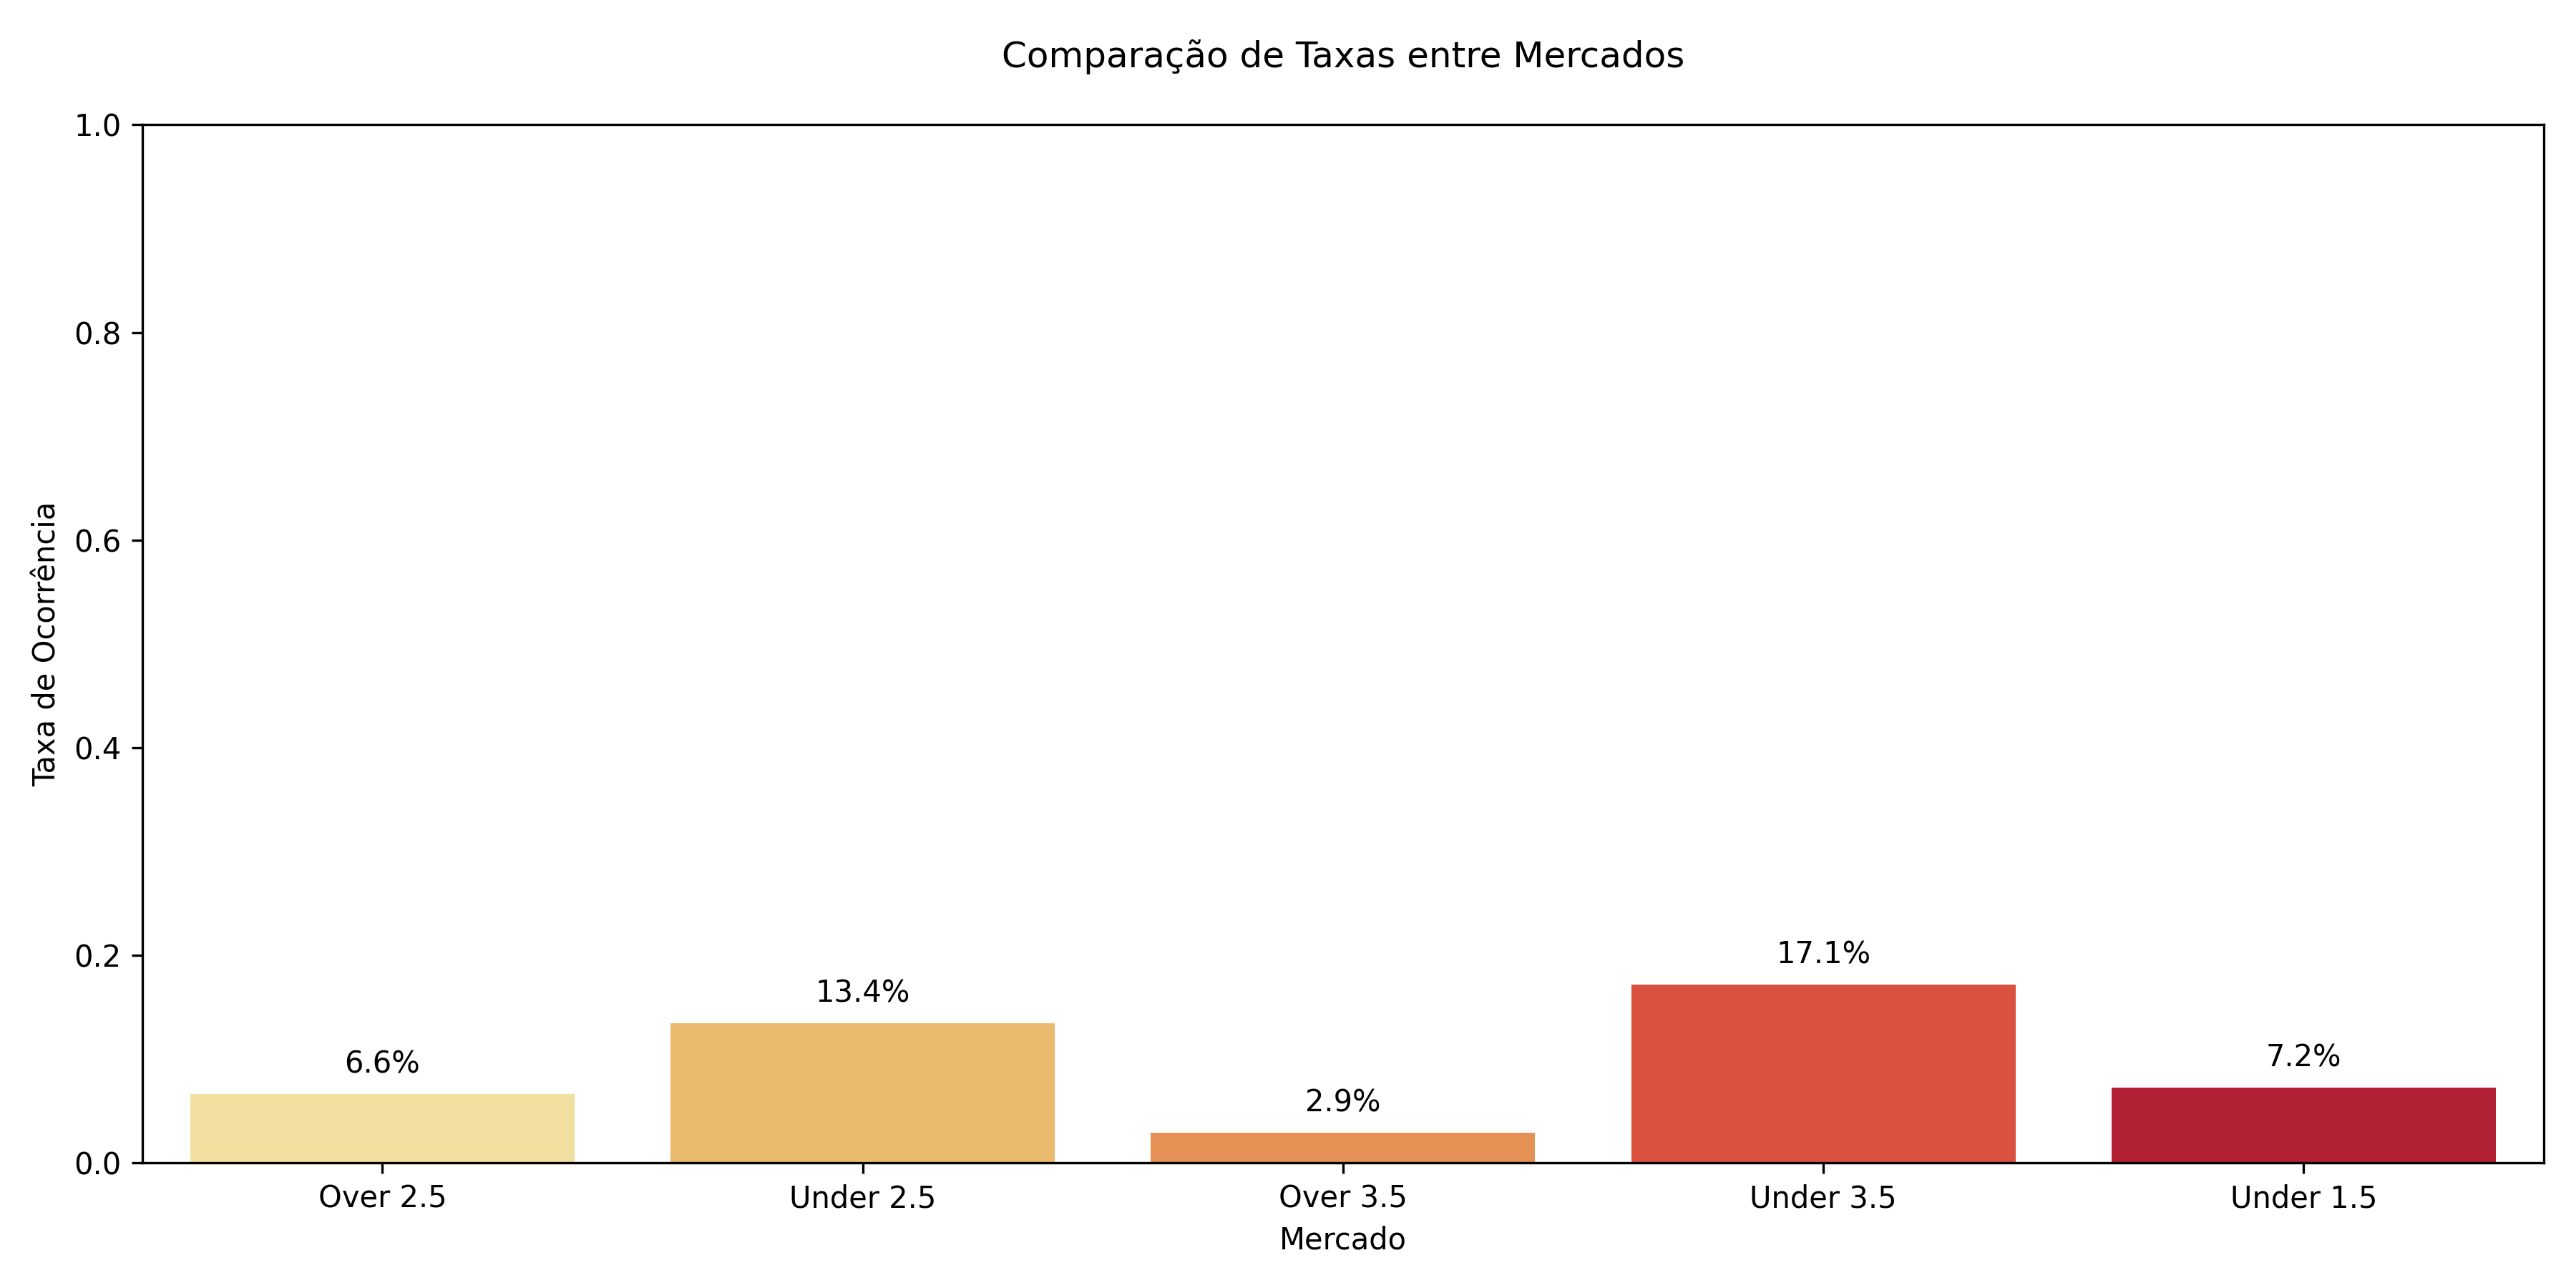 Comparação de Taxas entre Mercados
Taxa de Ocorrência
1.0
0.8
0.6
0.4
0.2
0.0
6.6%
13.4%
2.9%
17.1%
7.2%
Over 2.5
Under 2.5
Over 3.5
Under 3.5
Under 1.5
Mercado